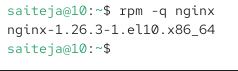 saiteja@10:~$ rpm -q nginx
nginx-1.26.3-1.el10.x86_64
saiteja@10:~$